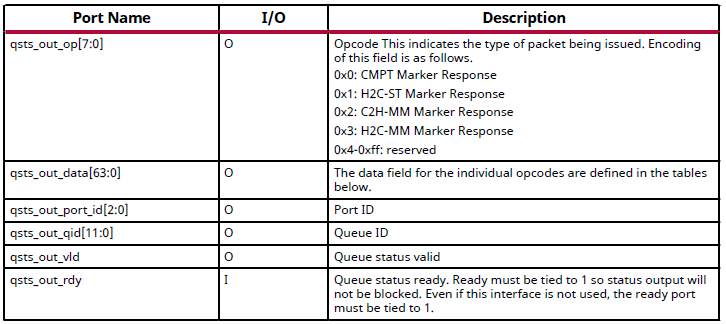 Port Name I/O Description
qsts_out_op[7:0] O Opcode This indicates the type of packet being issued. Encoding
of this field is as follows.
0x0: CMPT Marker Response
0x1: H2C-ST Marker Response
0x2: C2H-MM Marker Response
0x3: H2C-MM Marker Response
0x4-0xff: reserved
qsts_out_data[63:0] O The data field for the individual opcodes are defined in the tables
below.
qsts_out_port_id[2:0] O Port ID
qsts_out_qid[11:0] O Queue ID
qsts_out_vld O Queue status valid
qsts_out_rdy I Queue status ready. Ready must be tied to 1 so status output will
not be blocked. Even if this interface is not used, the ready port
must be tied to 1.